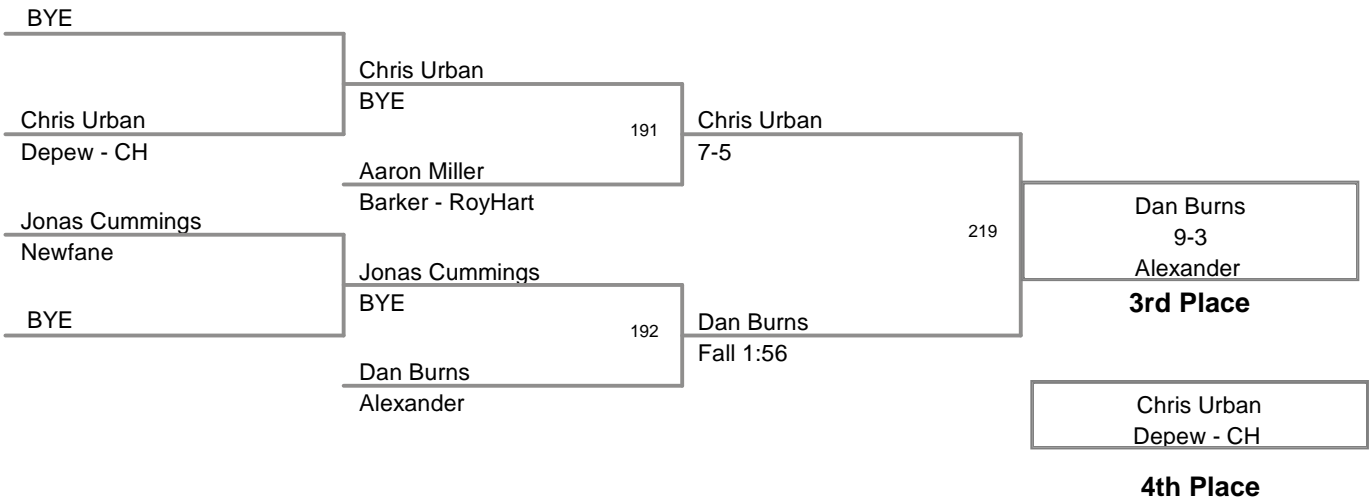 BYE
Chris Urban
BYE
Chris Urban
Depew - CH
191
Chris Urban
7-5
Aaron Miller
Barker - RoyHart
Jonas Cummings
Newfane
219
Dan Burns
9-3
Alexander
3rd Place
Jonas Cummings
BYE
BYE
192
Dan Burns
Fall 1:56
Dan Burns
Alexander
Chris Urban
Depew - CH
4th Place